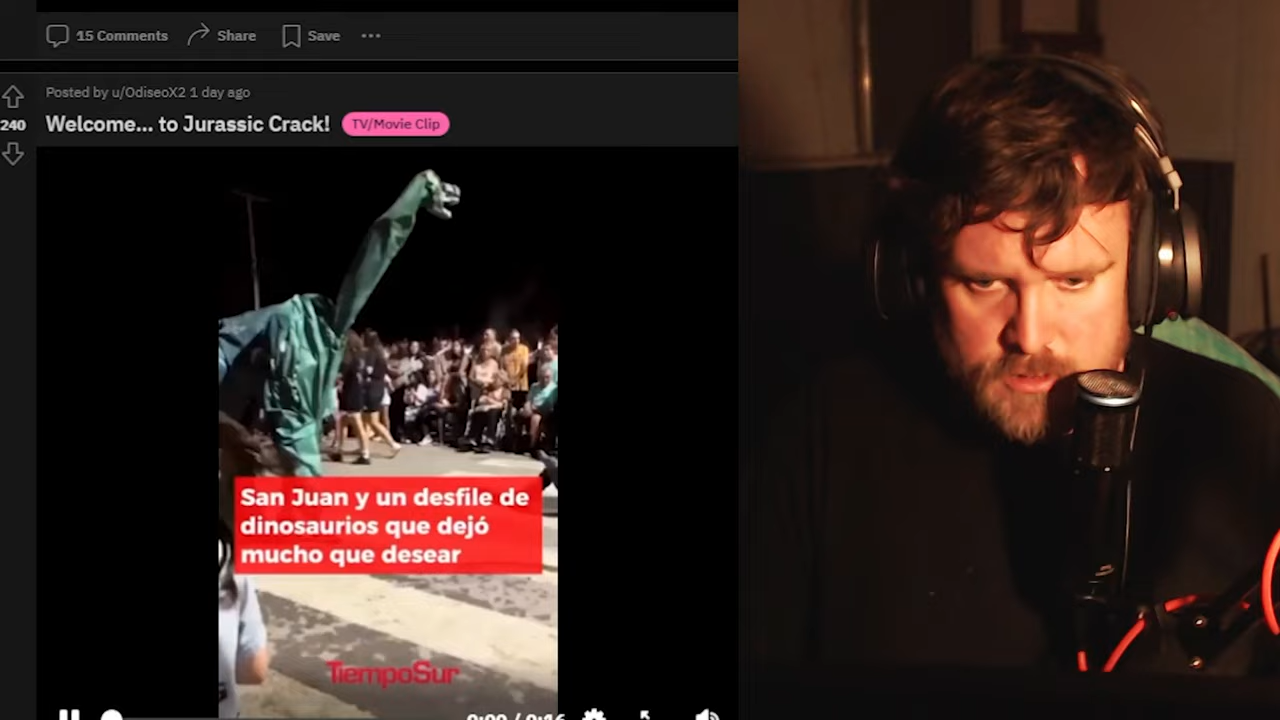 15 Comments Share Save
Posted by u/OdiseoX2 1 day ago
240
Welcome... to Jurassic Crack! TV/Movie Clip
San Juan y un desfile de
dinosaurios que dejó
mucho que desear
TiempoSur